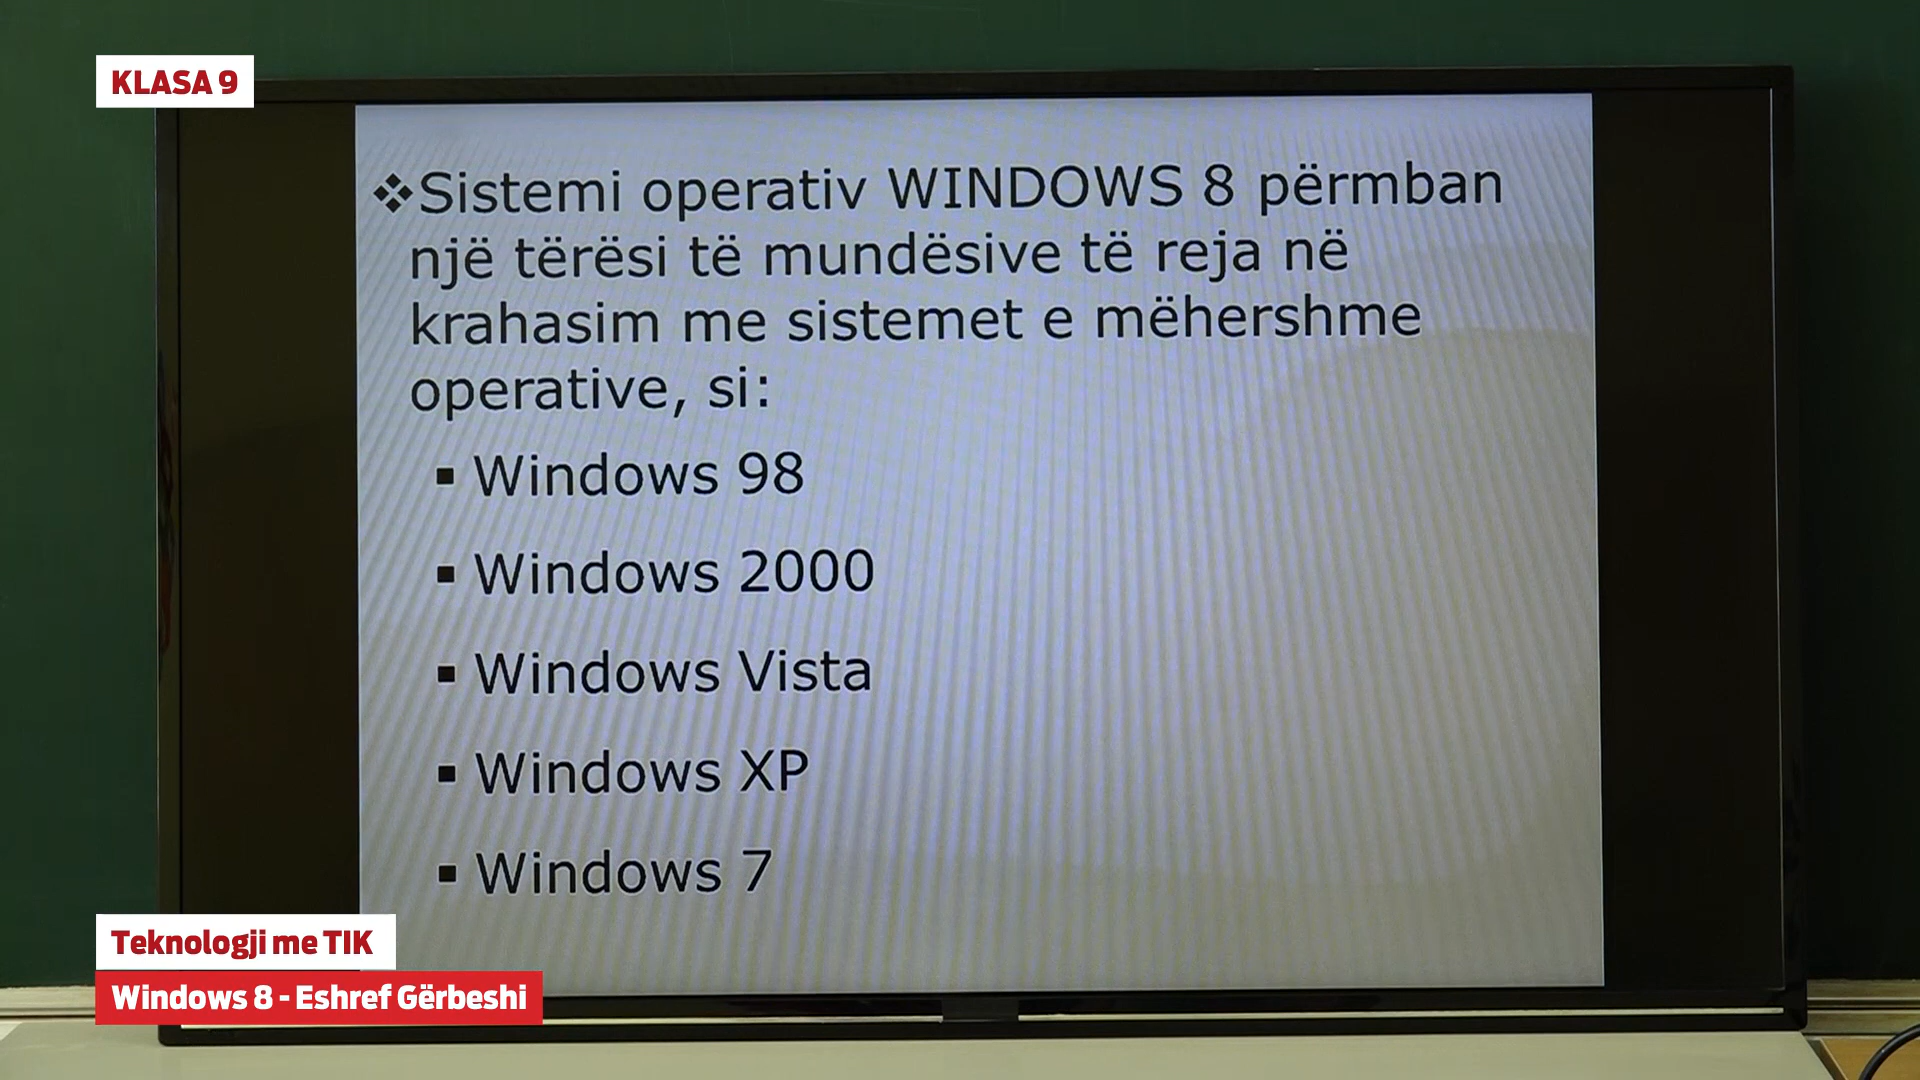 KLASA 9
❖Sistemi operativ WINDOWS 8 përmban
një tërësi të mundësive të reja në
krahasim me sistemet e mëhershme
operative, si:
▪ Windows 98
▪ Windows 2000
▪ Windows Vista
▪ Windows XP
▪ Windows 7
Teknologji me TIK
Windows 8 - Eshref Gërbeshi